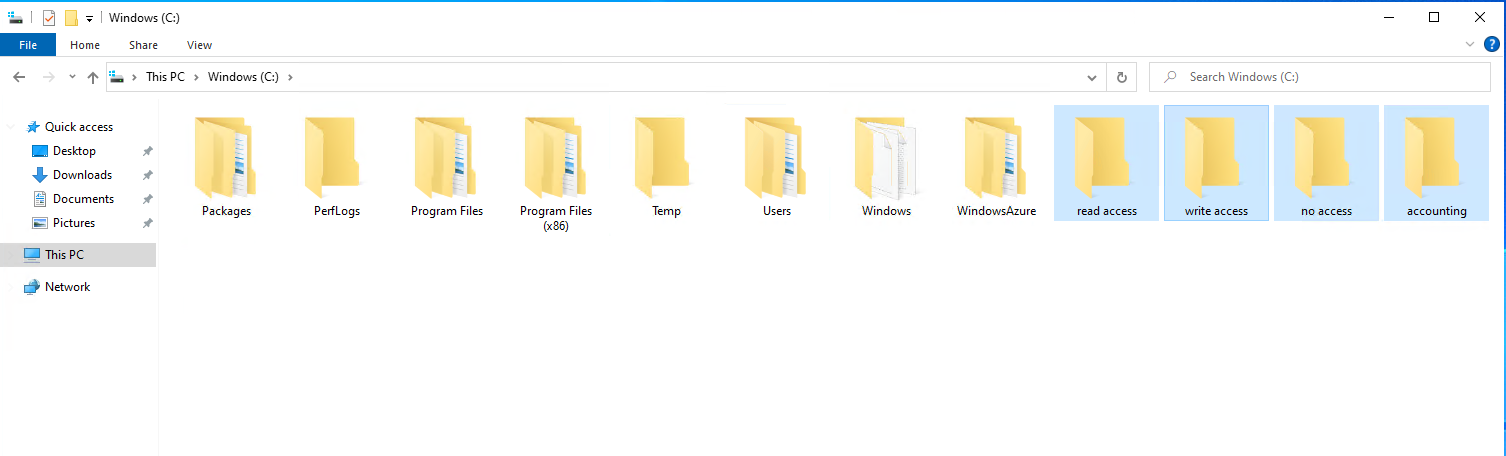 Windows (C:)
File Home Share View
?
This PC Windows (C:) Search Windows (C:)
Quick access
Desktop
Downloads
Documents
Pictures
This PC
Network
Packages PerfLogs Program Files Program Files Temp Users Windows WindowsAzure read access write access no access accounting
(x86)